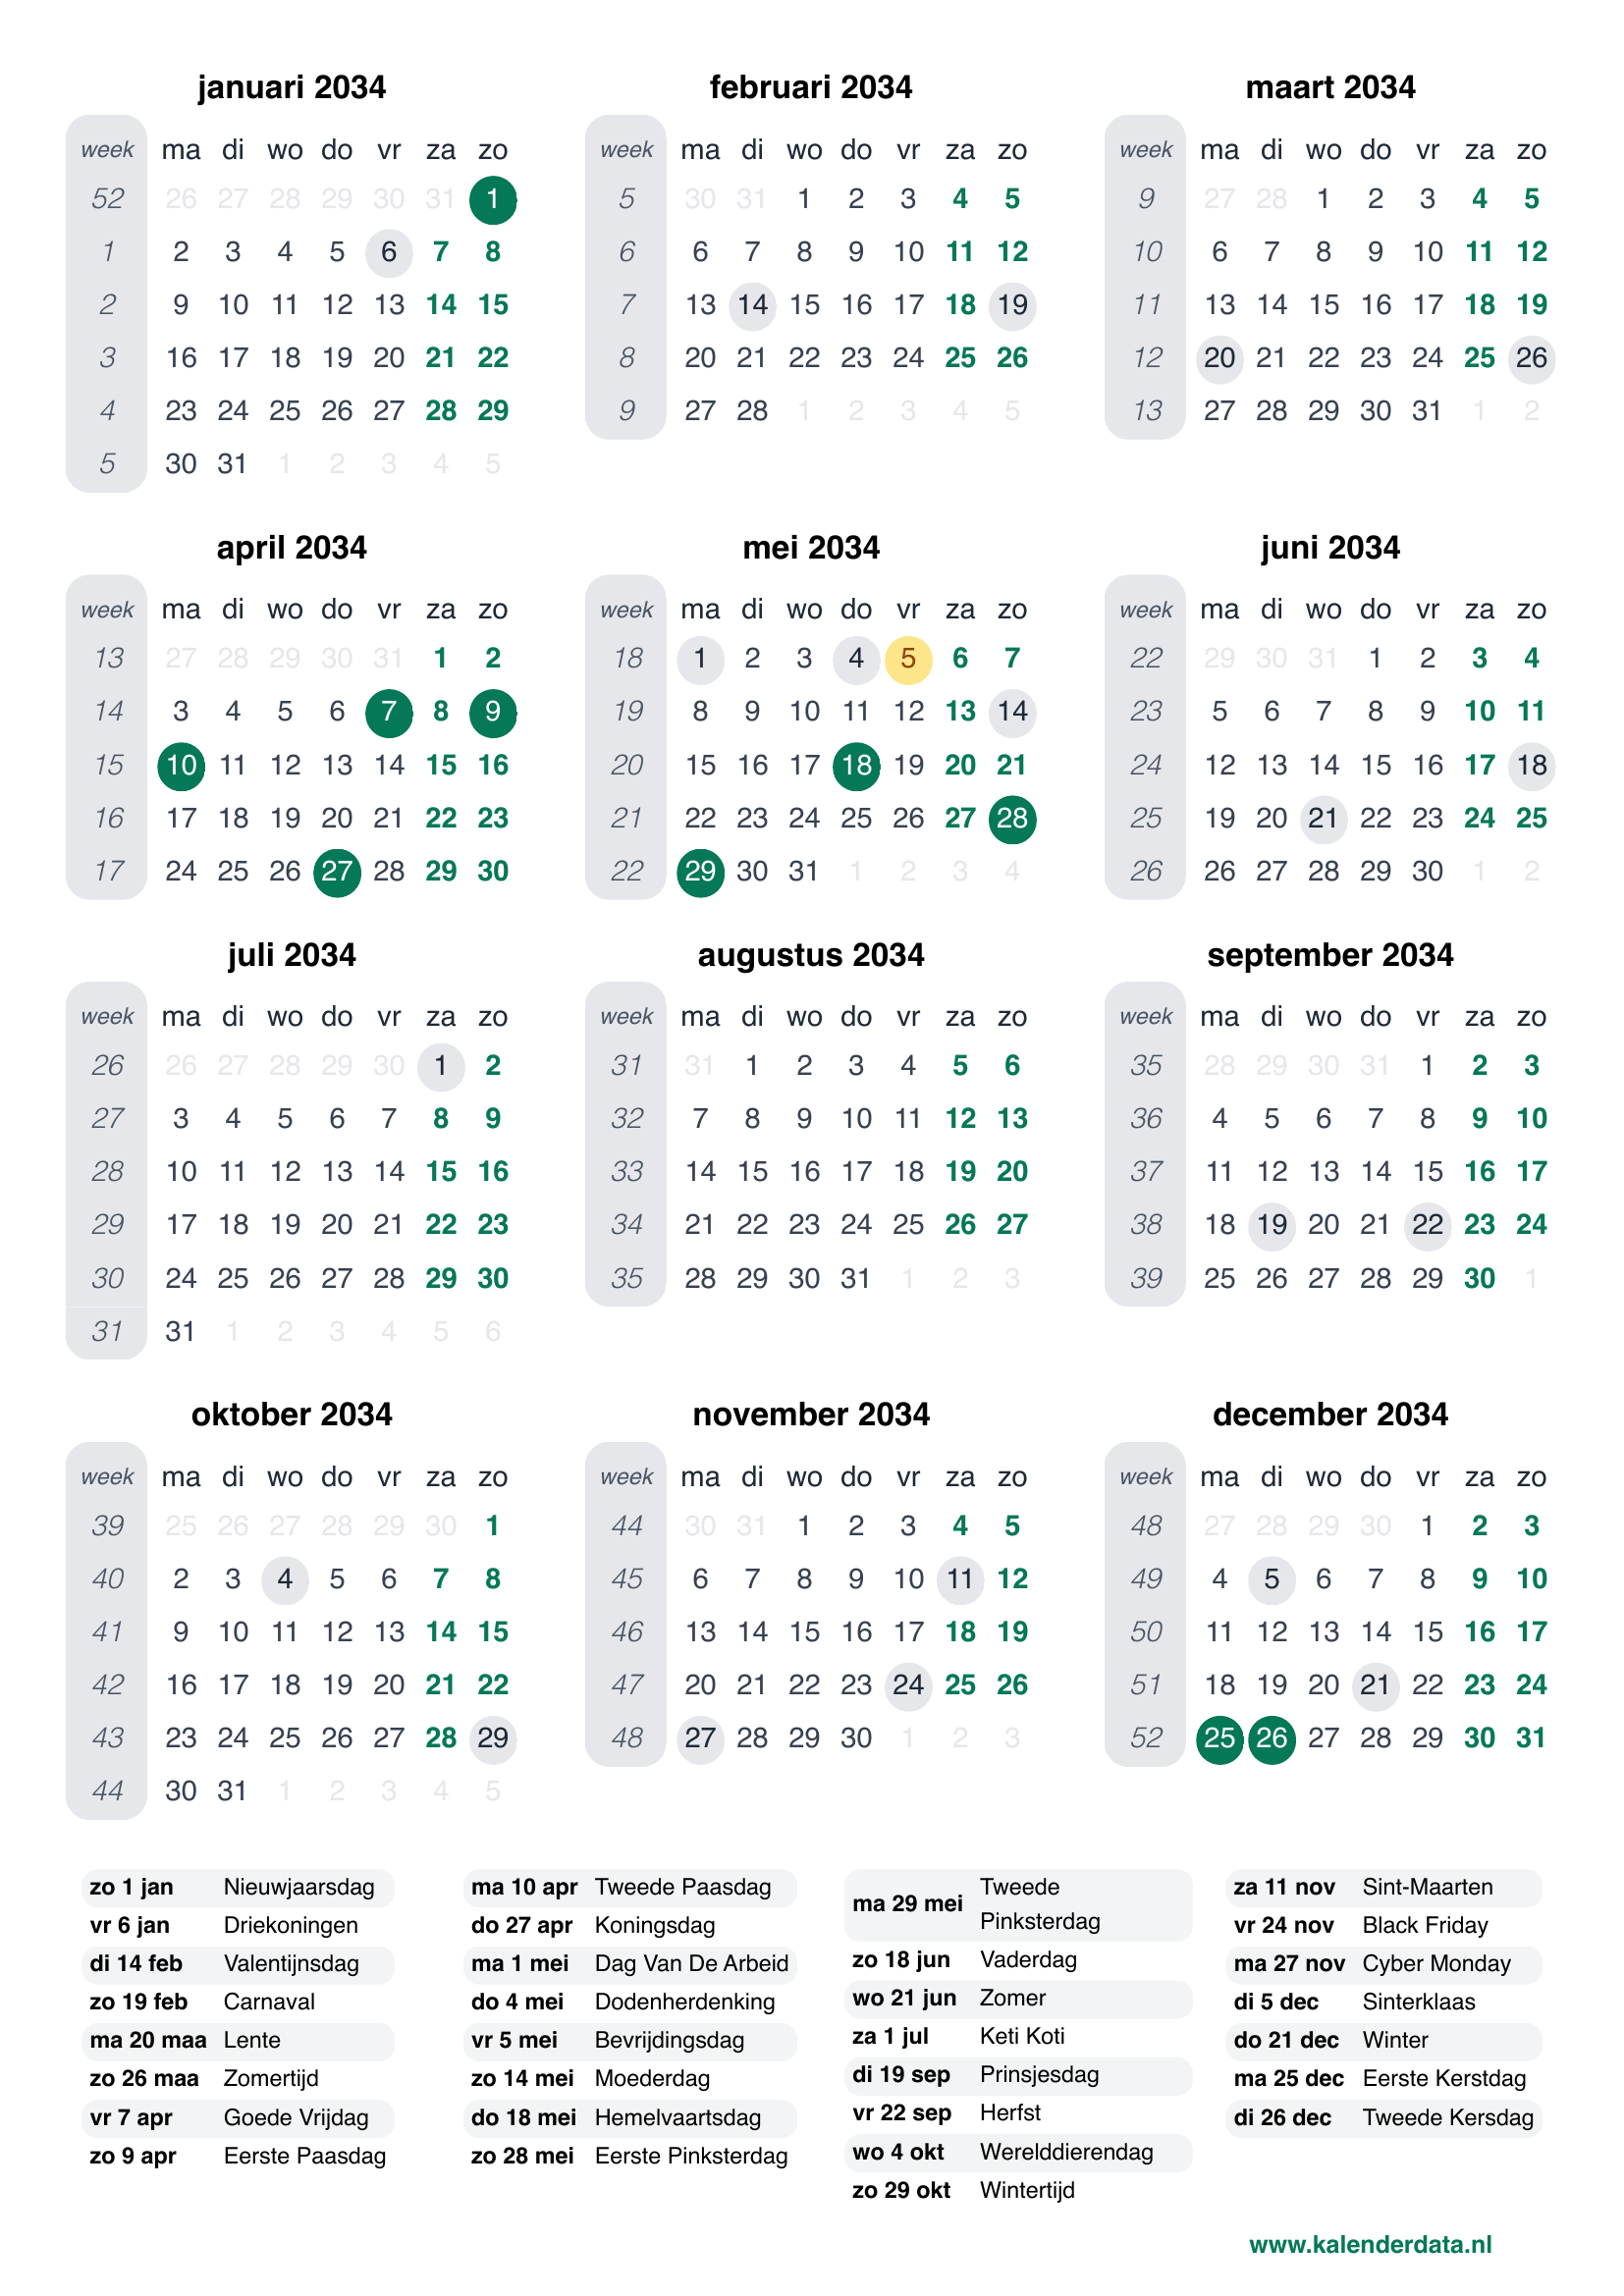 januari 2034
week ma di wo do vr za zo
52 26 27 28 29 30 31 1
1 2 3 4 5 6 7 8
2 9 10 11 12 13 14 15
3 16 17 18 19 20 21 22
4 23 24 25 26 27 28 29
5 30 31 1 2 3 4 5
februari 2034
week ma di wo do vr za zo
5 30 31 1 2 3 4 5
6 6 7 8 9 10 11 12
7 13 14 15 16 17 18 19
8 20 21 22 23 24 25 26
9 27 28 1 2 3 4 5
maart 2034
week ma di wo do vr za zo
9 27 28 1 2 3 4 5
10 6 7 8 9 10 11 12
11 13 14 15 16 17 18 19
12 20 21 22 23 24 25 26
13 27 28 29 30 31 1 2
april 2034
week ma di wo do vr za zo
13 27 28 29 30 31 1 2
14 3 4 5 6 7 8 9
15 10 11 12 13 14 15 16
16 17 18 19 20 21 22 23
17 24 25 26 27 28 29 30
mei 2034
week ma di wo do vr za zo
18 1 2 3 4 5 6 7
19 8 9 10 11 12 13 14
20 15 16 17 18 19 20 21
21 22 23 24 25 26 27 28
22 29 30 31 1 2 3 4
juni 2034
week ma di wo do vr za zo
22 29 30 31 1 2 3 4
23 5 6 7 8 9 10 11
24 12 13 14 15 16 17 18
25 19 20 21 22 23 24 25
26 26 27 28 29 30 1 2
juli 2034
week ma di wo do vr za zo
26 26 27 28 29 30 1 2
27 3 4 5 6 7 8 9
28 10 11 12 13 14 15 16
29 17 18 19 20 21 22 23
30 24 25 26 27 28 29 30
31 31 1 2 3 4 5 6
augustus 2034
week ma di wo do vr za zo
31 31 1 2 3 4 5 6
32 7 8 9 10 11 12 13
33 14 15 16 17 18 19 20
34 21 22 23 24 25 26 27
35 28 29 30 31 1 2 3
september 2034
week ma di wo do vr za zo
35 28 29 30 31 1 2 3
36 4 5 6 7 8 9 10
37 11 12 13 14 15 16 17
38 18 19 20 21 22 23 24
39 25 26 27 28 29 30 1
oktober 2034
week ma di wo do vr za zo
39 25 26 27 28 29 30 1
40 2 3 4 5 6 7 8
41 9 10 11 12 13 14 15
42 16 17 18 19 20 21 22
43 23 24 25 26 27 28 29
44 30 31 1 2 3 4 5
november 2034
week ma di wo do vr za zo
44 30 31 1 2 3 4 5
45 6 7 8 9 10 11 12
46 13 14 15 16 17 18 19
47 20 21 22 23 24 25 26
48 27 28 29 30 1 2 3
december 2034
week ma di wo do vr za zo
48 27 28 29 30 1 2 3
49 4 5 6 7 8 9 10
50 11 12 13 14 15 16 17
51 18 19 20 21 22 23 24
52 25 26 27 28 29 30 31
zo 1 jan Nieuwjaarsdag
vr 6 jan Driekoningen
di 14 feb Valentijnsdag
zo 19 feb Carnaval
ma 20 maa Lente
zo 26 maa Zomertijd
vr 7 apr Goede Vrijdag
zo 9 apr Eerste Paasdag
ma 10 apr Tweede Paasdag
do 27 apr Koningsdag
ma 1 mei Dag Van De Arbeid
do 4 mei Dodenherdenking
vr 5 mei Bevrijdingsdag
zo 14 mei Moederdag
do 18 mei Hemelvaartsdag
zo 28 mei Eerste Pinksterdag
ma 29 mei Tweede
Pinksterdag
zo 18 jun Vaderdag
wo 21 jun Zomer
za 1 jul Keti Koti
di 19 sep Prinsjesdag
vr 22 sep Herfst
wo 4 okt Werelddierendag
zo 29 okt Wintertijd
za 11 nov Sint-Maarten
vr 24 nov Black Friday
ma 27 nov Cyber Monday
di 5 dec Sinterklaas
do 21 dec Winter
ma 25 dec Eerste Kerstdag
di 26 dec Tweede Kersdag
www.kalenderdata.nl